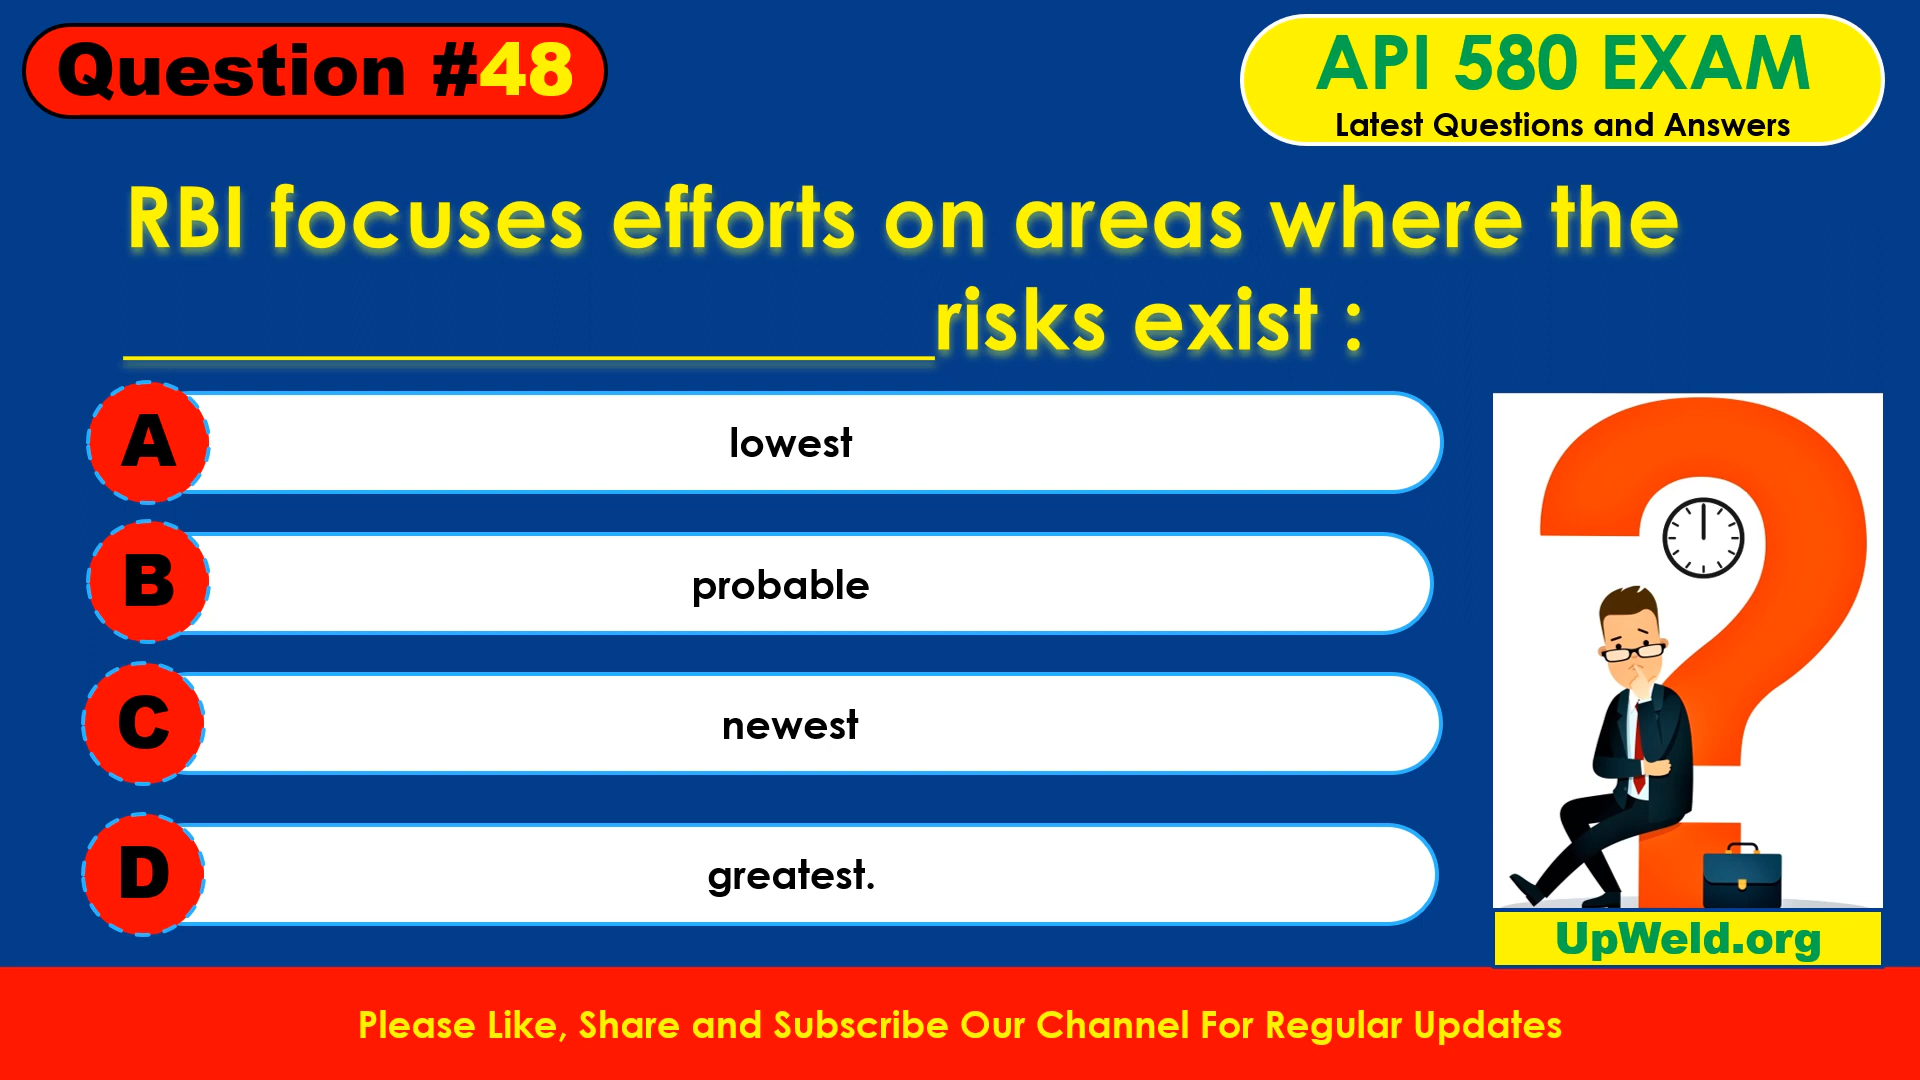 Question #48
API 580 EXAM
Latest Questions and Answers
RBI focuses efforts on areas where the
__________________risks exist :
A
lowest
B
probable
C
newest
D
greatest.
UpWeld.org
Please Like, Share and Subscribe Our Channel For Regular Updates